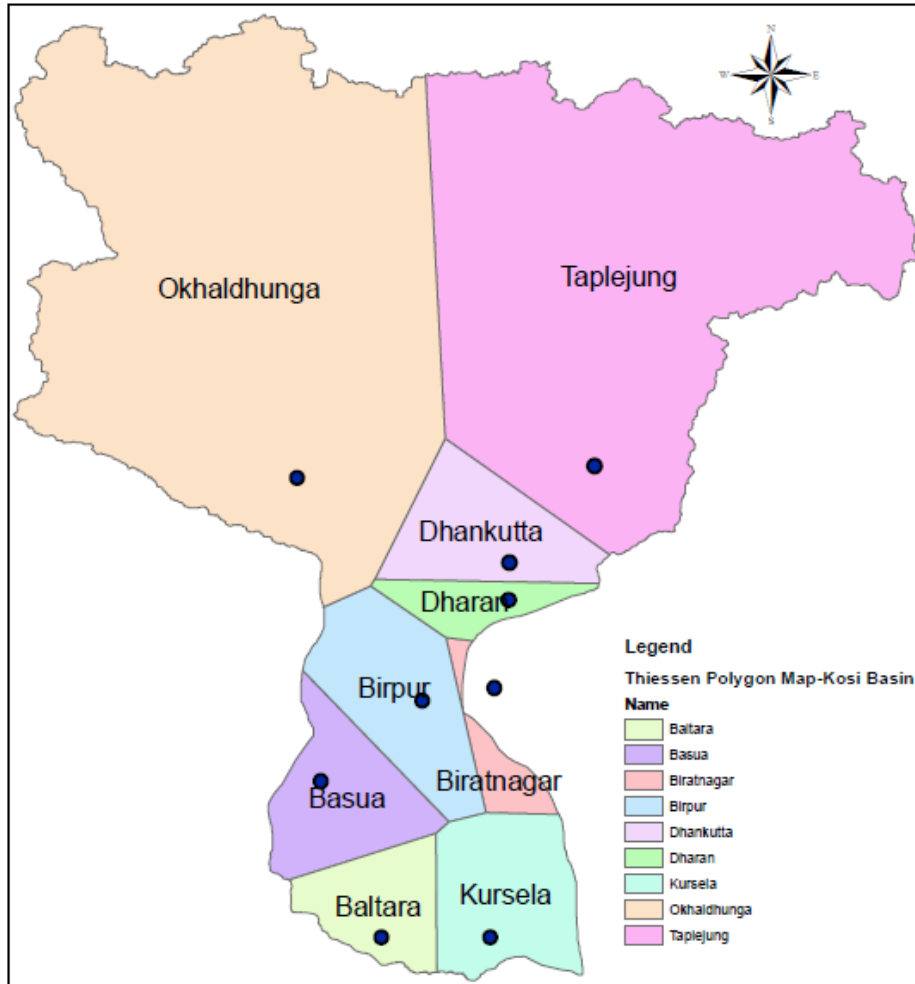 N
W E
S
Okhaldhunga
Taplejung
Dhankutta
Dharan
Birpur
Biratnagar
Basua
Baltara
Kursela
Legend
Thiessen Polygon Map-Kosi Basin
Name
Baltara
Basua
Biratnagar
Birpur
Dhankutta
Dharan
Kursela
Okhaldhunga
Taplejung